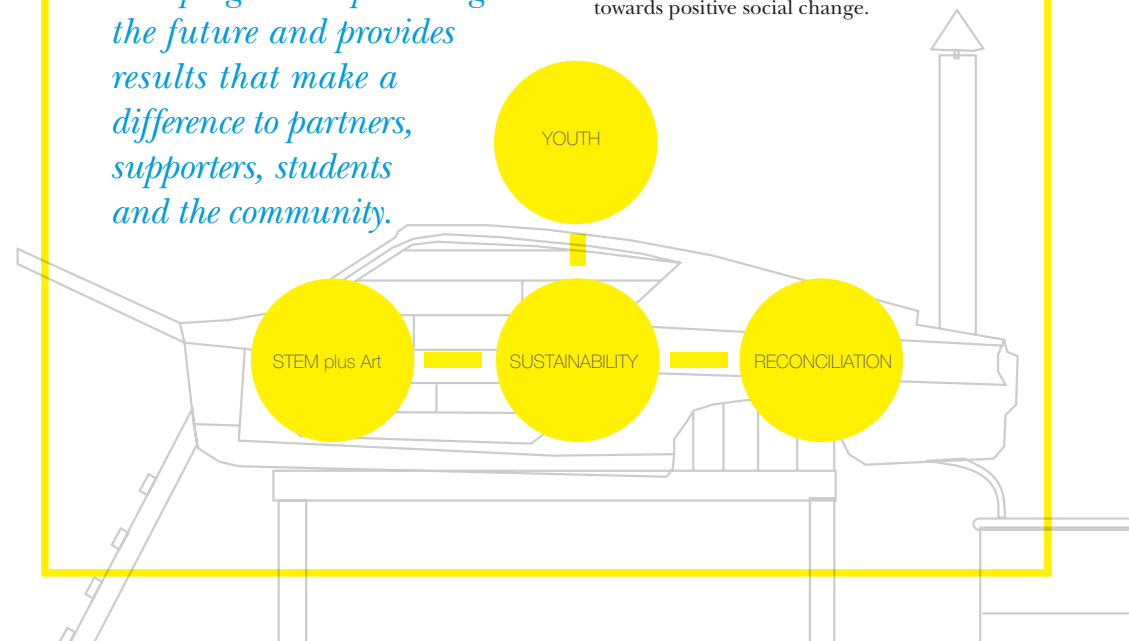 the future and provides
results that make a
difference to partners,
supporters, students
and the community.
towards positive social change.
YOUTH
STEM plus Art
SUSTAINABILITY
RECONCILIATION